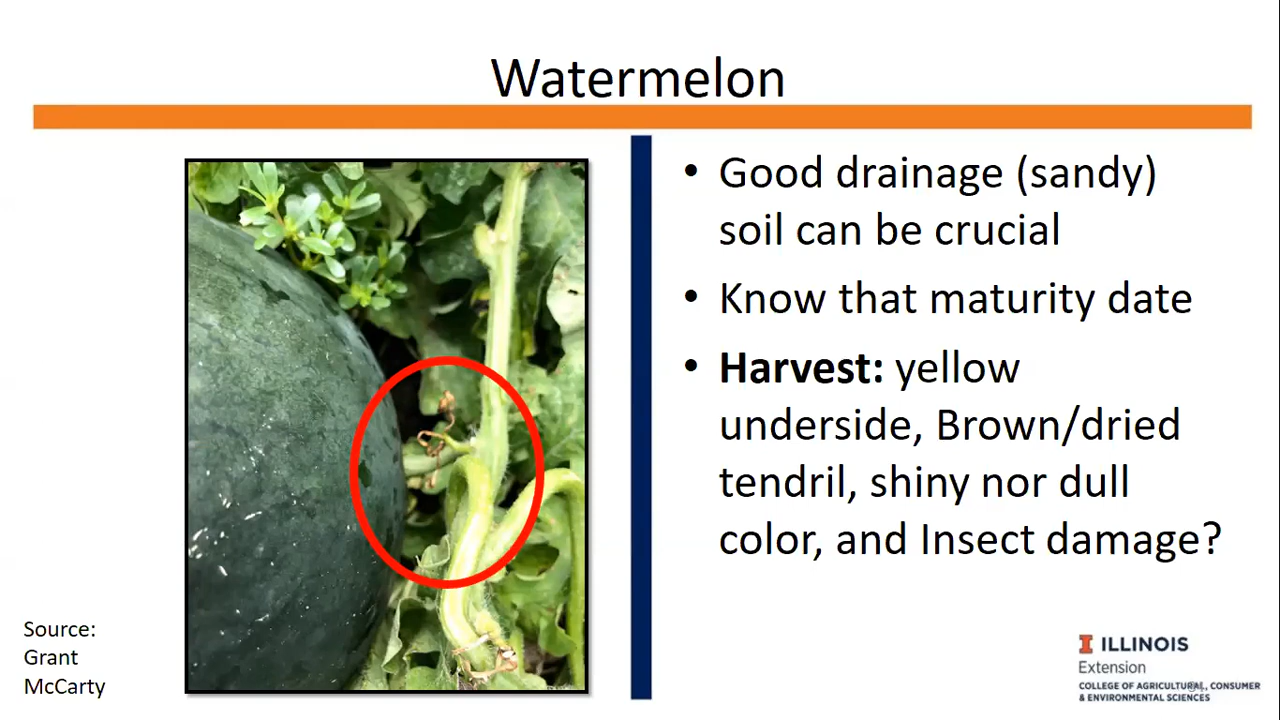 Watermelon
• Good drainage (sandy)
soil can be crucial
• Know that maturity date
• Harvest: yellow
underside, Brown/dried
tendril, shiny nor dull
color, and Insect damage?
Source:
Grant
McCarty
I ILLINOIS
Extension
COLLEGE OF AGRICULTURAL, CONSUMER
& ENVIRONMENTAL SCIENCES